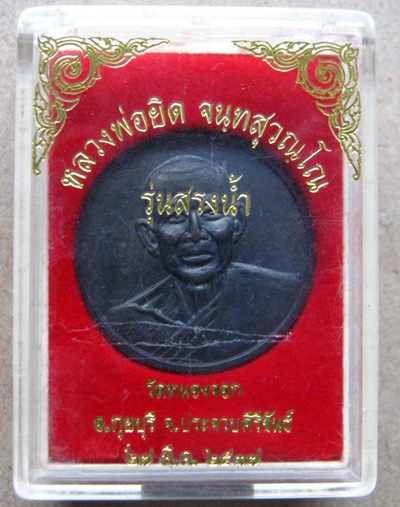 หลวงพ่อยิด จนฺทสุวณฺโณ
รุ่นสรงน้ำ
วัดหนองจอก
อ.กุยบุรี จ.ประจวบคีรีขันธ์
๒๗ มี.ค. ๒๕๓๗